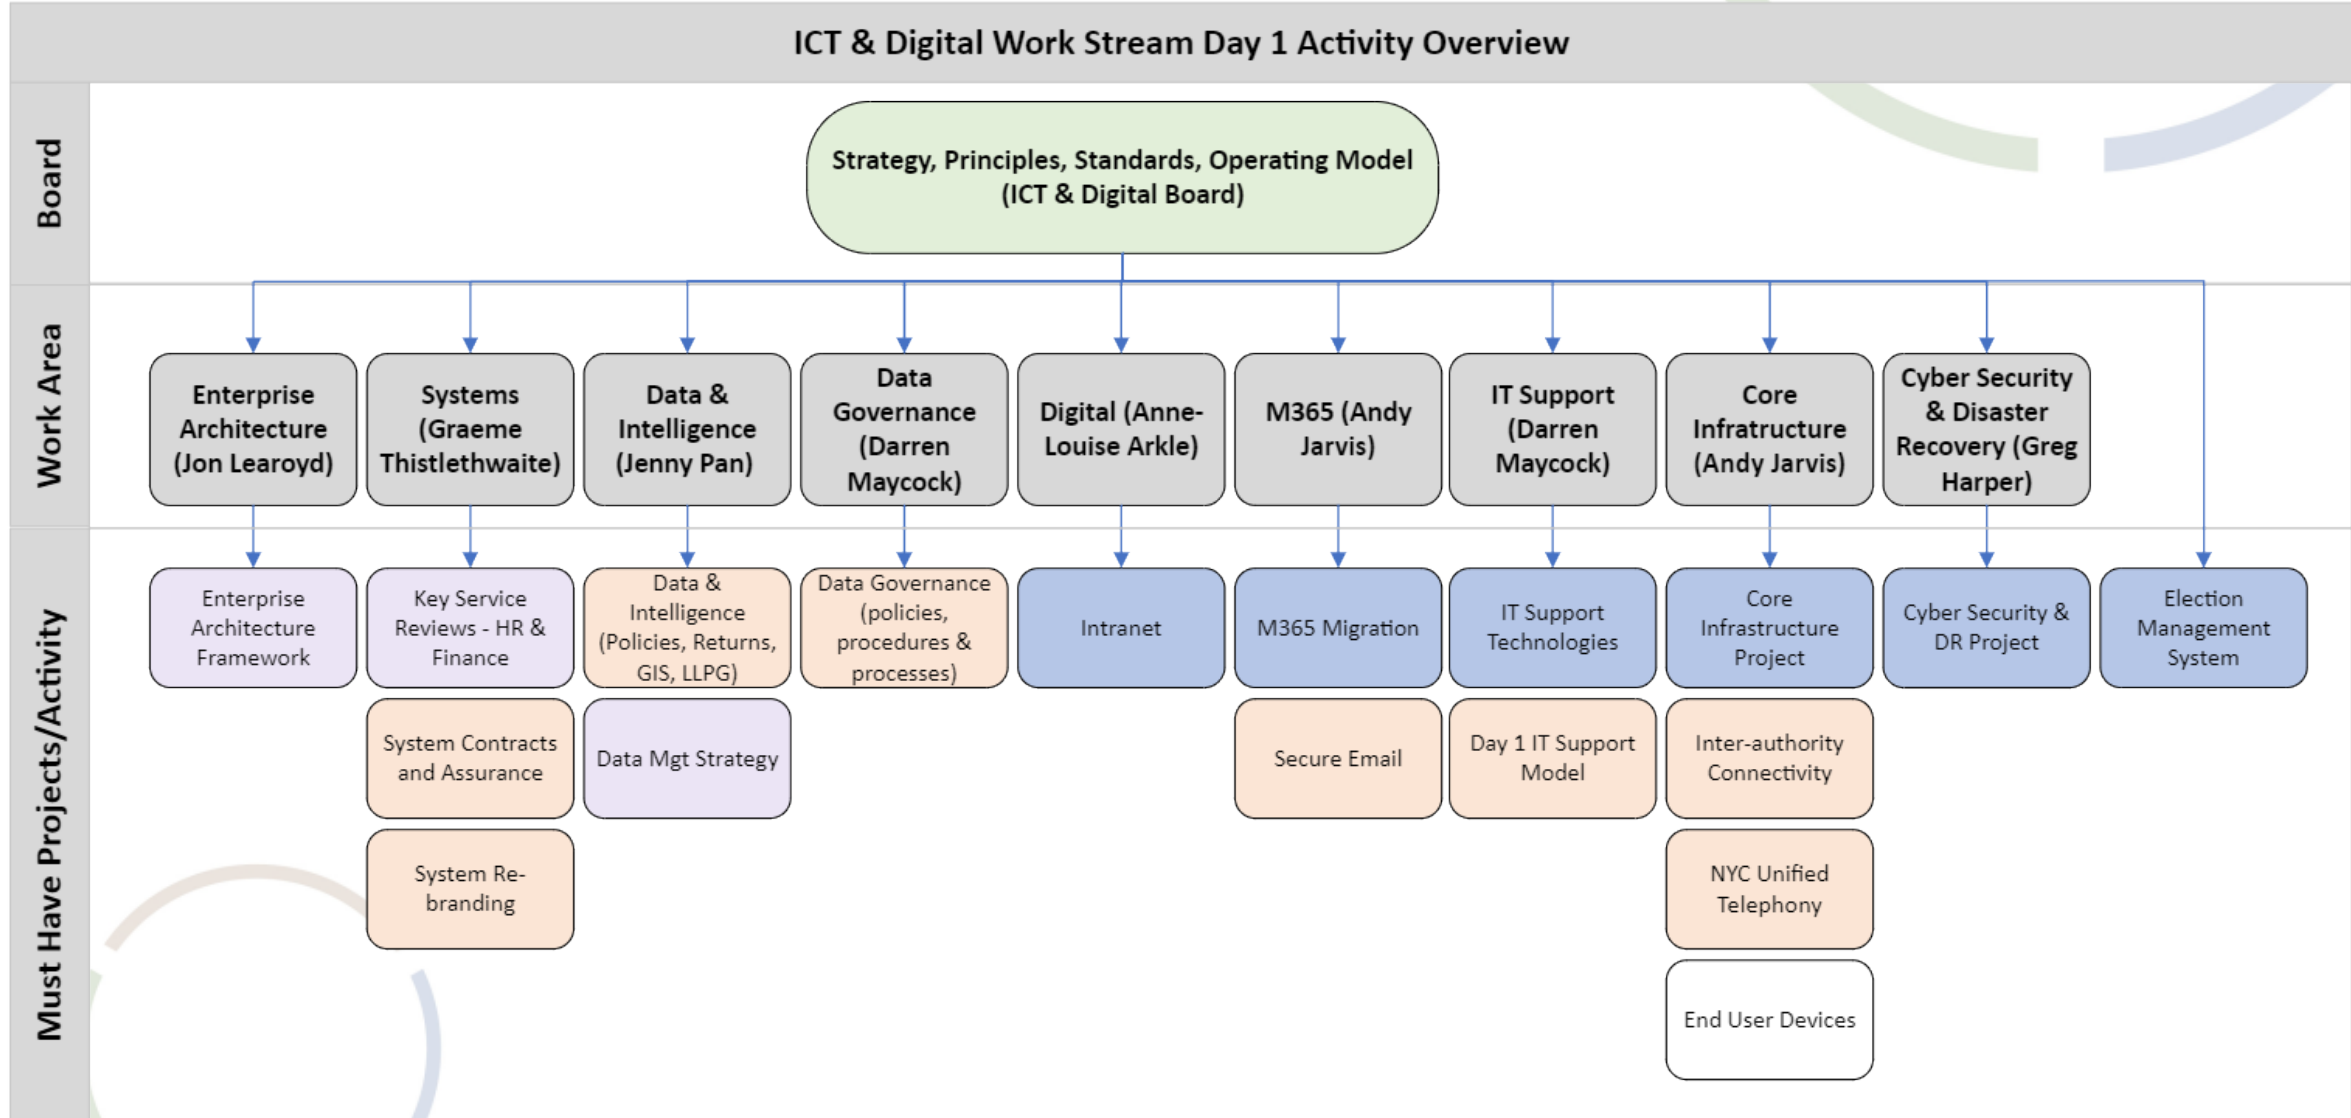 ICT & Digital Work Stream Day 1 Activity Overview
Board
Strategy, Principles, Standards, Operating Model
(ICT & Digital Board)
Work Area
Enterprise
Architecture
(Jon Learoyd)
Systems
(Graeme
Thistlethwaite)
Data &
Intelligence
(Jenny Pan)
Data
Governance
(Darren
Maycock)
Digital (Anne-
Louise Arkle)
M365 (Andy
Jarvis)
IT Support
(Darren
Maycock)
Core
Infratructure
(Andy Jarvis)
Cyber Security
& Disaster
Recovery (Greg
Harper)
Must Have Projects/Activity
Enterprise
Architecture
Framework
Key Service
Reviews - HR &
Finance
Data &
Intelligence
(Policies, Returns,
GIS, LLPG)
Data Governance
(policies,
procedures &
processes)
Intranet
M365 Migration
IT Support
Technologies
Core
Infrastructure
Project
Cyber Security &
DR Project
Election
Management
System
System Contracts
and Assurance
Data Mgt Strategy
Secure Email
Day 1 IT Support
Model
Inter-authority
Connectivity
System Re-
branding
NYC Unified
Telephony
End User Devices